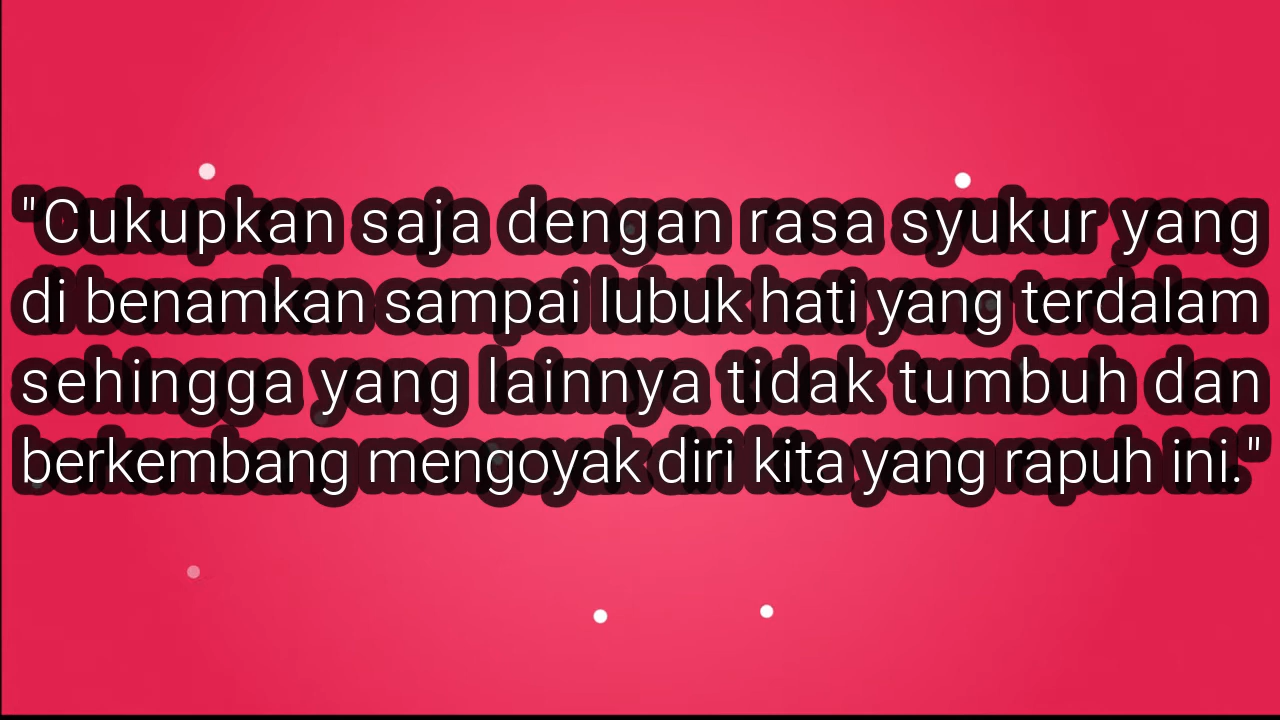 "Cukupkan saja dengan rasa syukur yang
di benamkan sampai lubuk hati yang terdalam
sehingga yang lainnya tidak tumbuh dan
berkembang mengoyak diri kita yang rapuh ini."